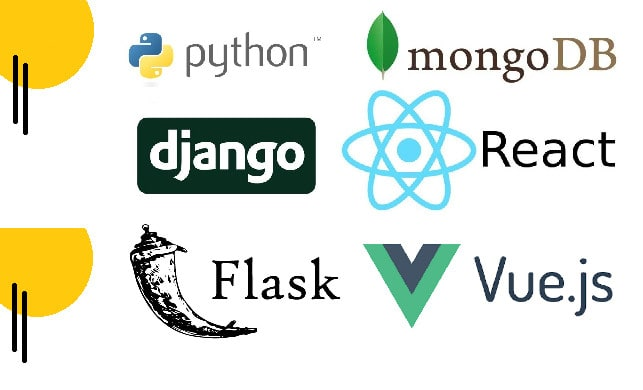 python™
mongoDB
django
React
Flask
Vue.js